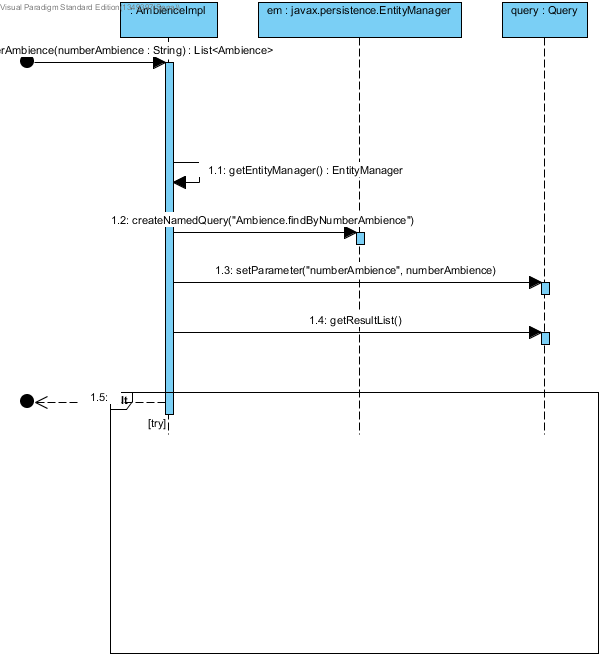 Visual Paradigm Standard Edition
: AmbienceImpl
em : javax.persistence.EntityManager
query : Query
rAmbience(numberAmbience : String) : List<Ambience>
1.1: getEntityManager() : EntityManager
1.2: createNamedQuery("Ambience.findByNumberAmbience")
1.3: setParameter("numberAmbience", numberAmbience)
1.4: getResultList()
1.5:
lt
[try]